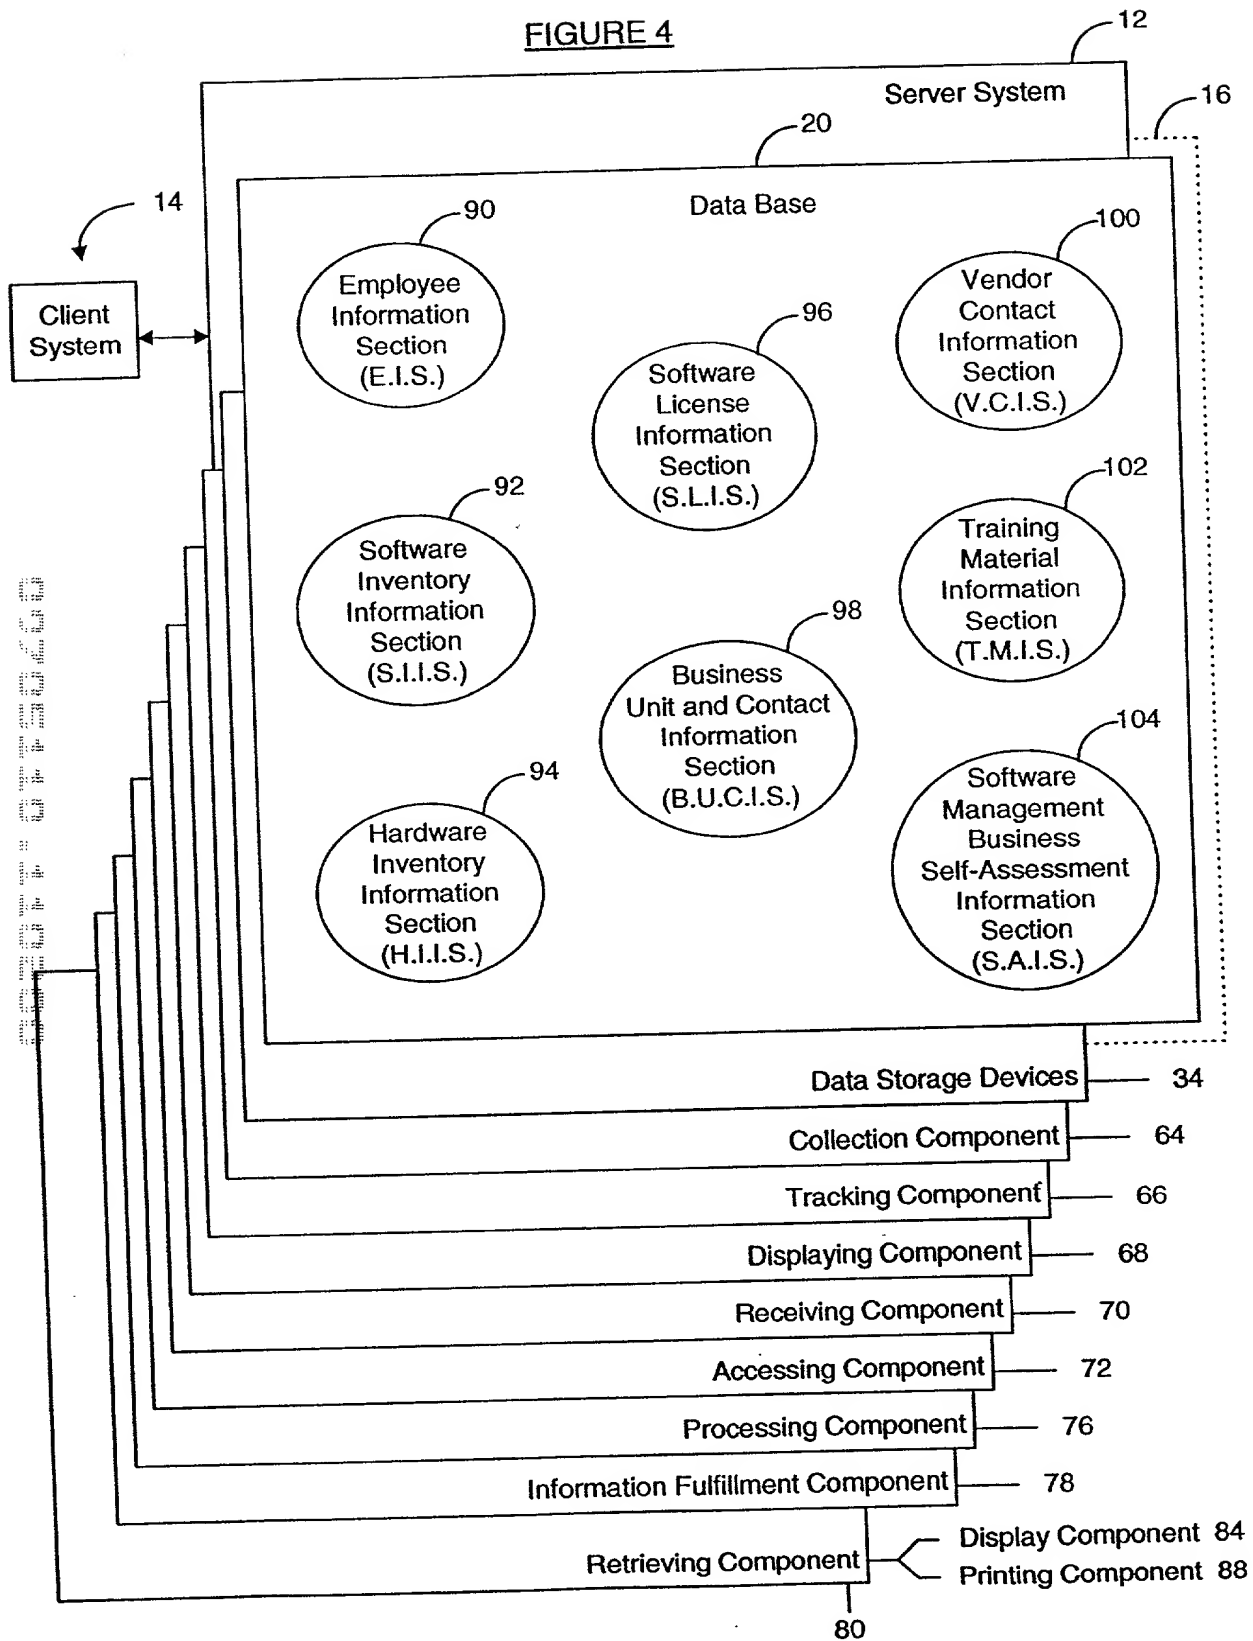 FIGURE 4
12
Server System
16
20
Data Base
14
Client
System
90
Employee
Information
Section
(E.I.S.)
96
Software
License
Information
Section
(S.L.I.S.)
100
Vendor
Contact
Information
Section
(V.C.I.S.)
92
Software
Inventory
Information
Section
(S.I.I.S.)
102
Training
Material
Information
Section
(T.M.I.S.)
98
Business
Unit and Contact
Information
Section
(B.U.C.I.S.)
94
Hardware
Inventory
Information
Section
(H.I.I.S.)
104
Software
Management
Business
Self-Assessment
Information
Section
(S.A.I.S.)
Data Storage Devices 34
Collection Component 64
Tracking Component 66
Displaying Component 68
Receiving Component 70
Accessing Component 72
Processing Component 76
Information Fulfillment Component 78
Retrieving Component
Display Component 84
Printing Component 88
80